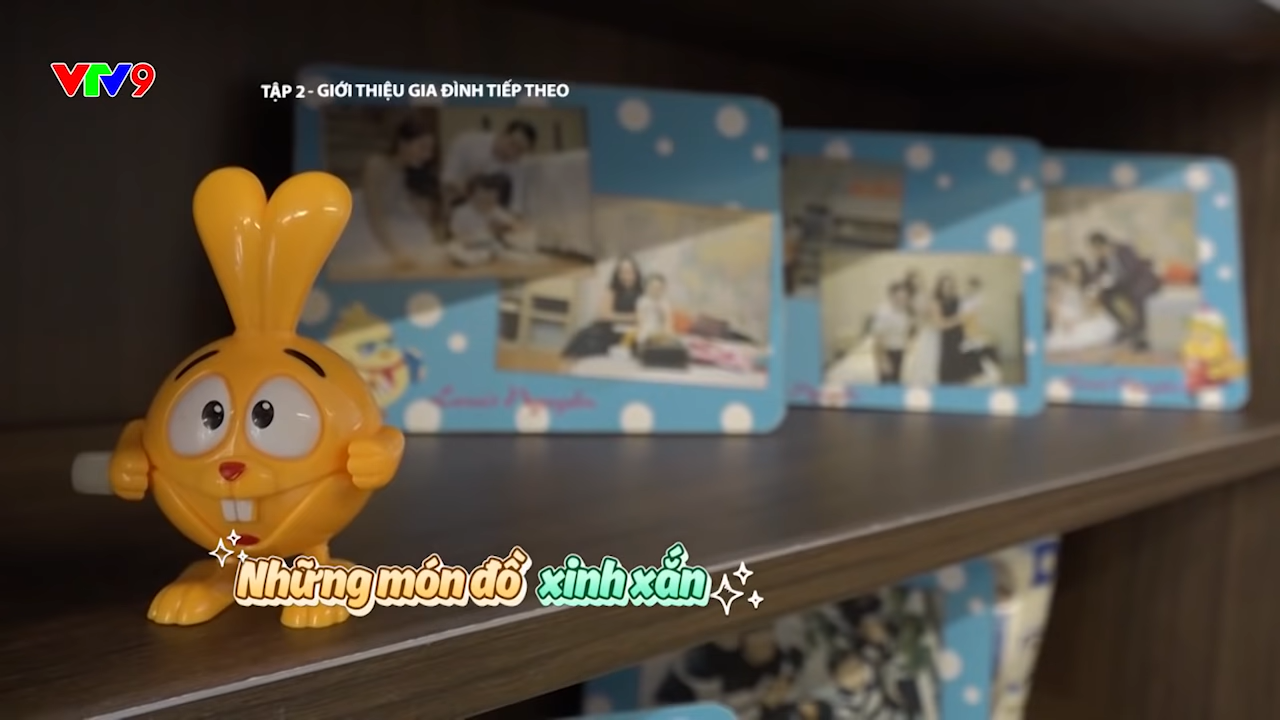 VTV9
TẬP 2 - GIỚI THIỆU GIA ĐÌNH TIẾP THEO
Những món đồ xinh xắn